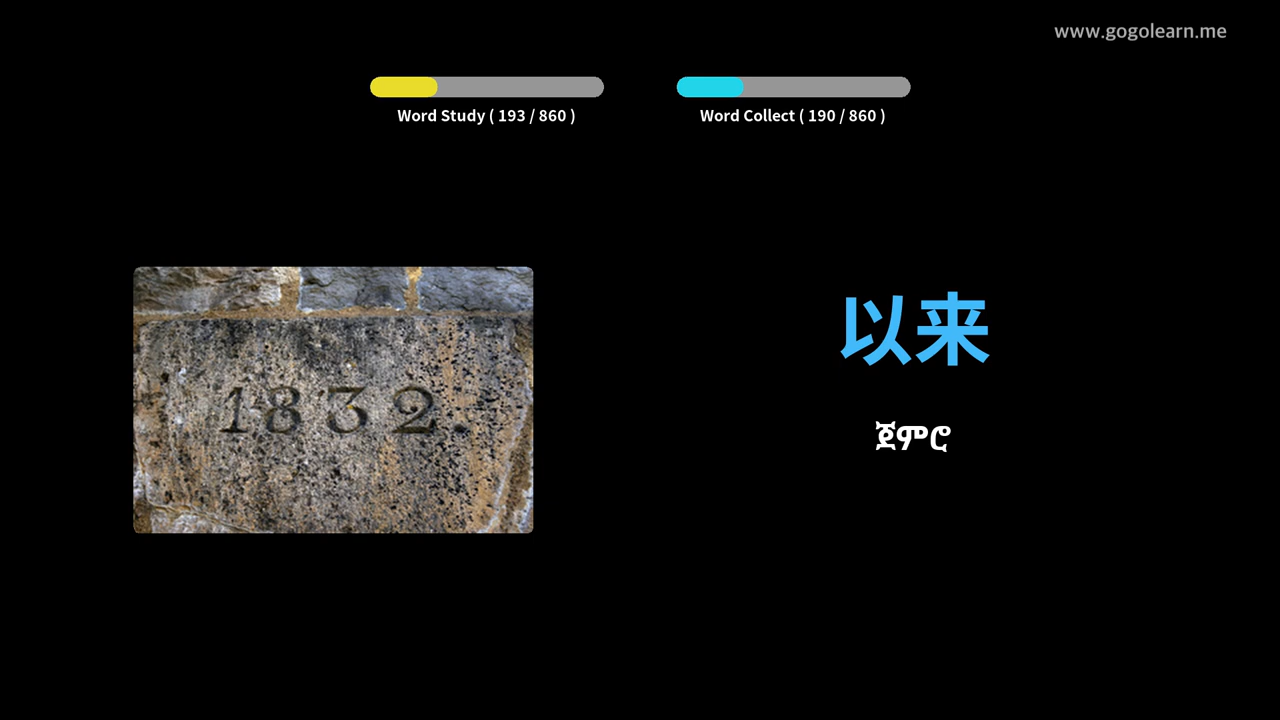 www.gogolearn.me
Word Study ( 193 / 860 )
Word Collect ( 190 / 860 )
1832.
以来
ጀምሮ